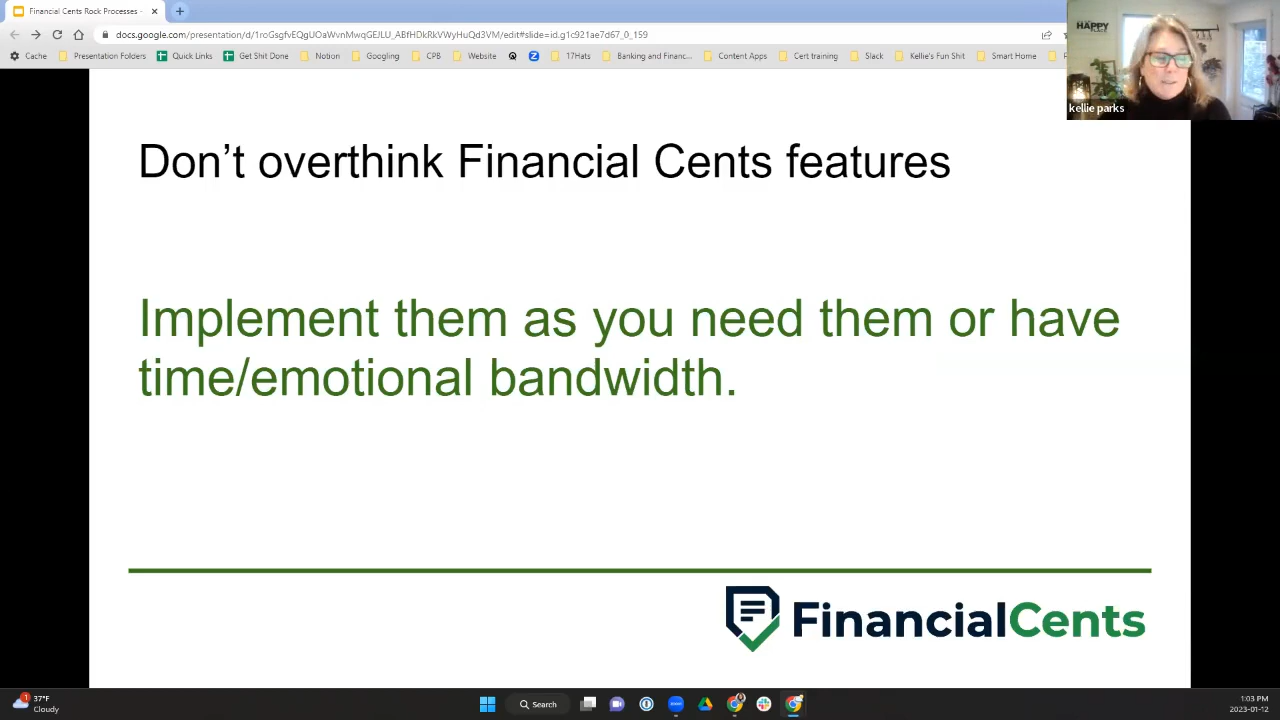 Financial Cents Rock Processes -
docs.google.com/presentation/d/1roGsgfvEQgUOaWvnMwqGEJLU_ABfHDkRkVWyHuQd3VM/edit#slide=id.g1c921ae7d67_0_159
Cache Presentation Folders Quick Links Get Shit Done Notion Googling CPB Website 17Hats Banking and Financ... Content Apps Cert training Slack Kellie's Fun Shit Smart Home
HAPPY
kellie parks
Don’t overthink Financial Cents features
Implement them as you need them or have
time/emotional bandwidth.
FinancialCents
1 37°F
Cloudy
Search
zoom
1:03 PM
2023-01-12